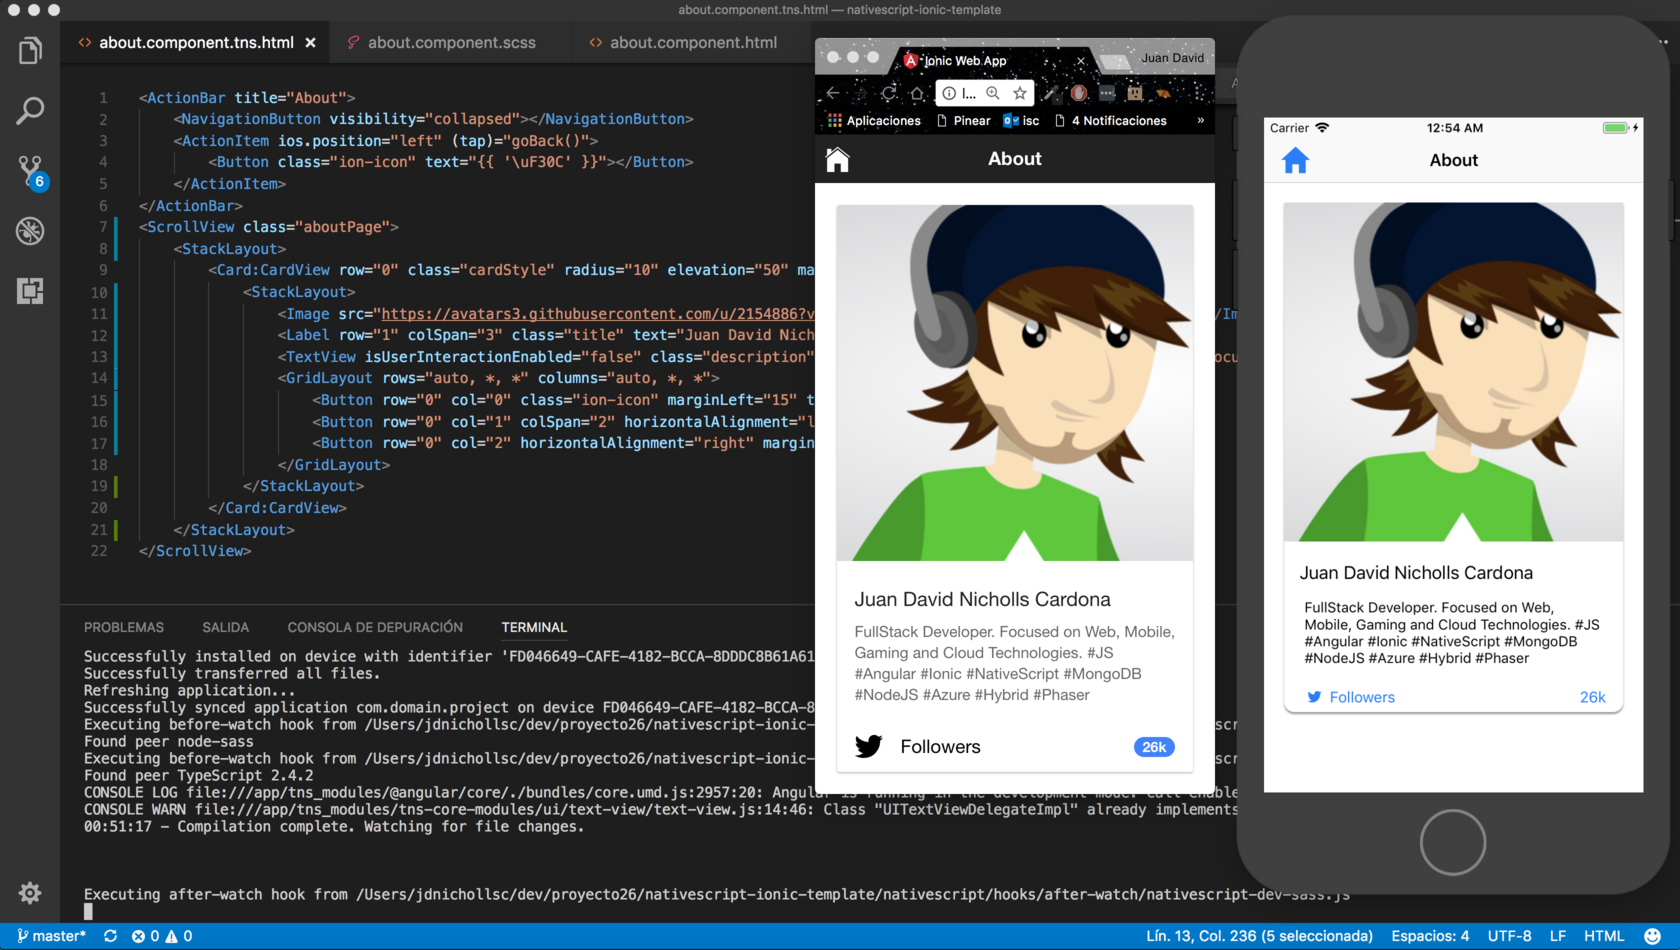 about.component.tns.html — nativescript-ionic-template
about.component.tns.html
about.component.scss
about.component.html
1 <ActionBar title="About">
2 <NavigationButton visibility="collapsed"></NavigationButton>
3 <ActionItem ios.position="left" (tap)="goBack()">
4 <Button class="ion-icon" text="{{ '\uF30C' }}"></Button>
5 </ActionItem>
6 </ActionBar>
7 <ScrollView class="aboutPage">
8 <StackLayout>
9 <Card:CardView row="0" class="cardStyle" radius="10" elevation="50" ma
10 <StackLayout>
11 <Image src="https://avatars3.githubusercontent.com/u/2154886?v /Im
12 <Label row="1" colSpan="3" class="title" text="Juan David Nich
13 <TextView isUserInteractionEnabled="false" class="description" ocu
14 <GridLayout rows="auto, *, *" columns="auto, *, *">
15 <Button row="0" col="0" class="ion-icon" marginLeft="15" t
16 <Button row="0" col="1" colSpan="2" horizontalAlignment="l
17 <Button row="0" col="2" horizontalAlignment="right" margin
18 </GridLayout>
19 </StackLayout>
20 </Card:CardView>
21 </StackLayout>
22 </ScrollView>
6
PROBLEMAS SALIDA CONSOLA DE DEPURACIÓN TERMINAL
Successfully installed on device with identifier 'FD046649-CAFE-4182-BCCA-8DDDC8B61A61
Successfully transferred all files.
Refreshing application...
Successfully synced application com.domain.project on device FD046649-CAFE-4182-BCCA-8
Executing before-watch hook from /Users/jdnichollsc/dev/proyecto26/nativescript-ionic- scr
Found peer node-sass
Executing before-watch hook from /Users/jdnichollsc/dev/proyecto26/nativescript-ionic- scr
Found peer TypeScript 2.4.2
CONSOLE LOG file:///app/tns_modules/@angular/core/./bundles/core.umd.js:2957:20: Angular is running in the development mode. Call enable
CONSOLE WARN file:///app/tns_modules/tns-core-modules/ui/text-view/text-view.js:14:46: Class "UITextViewDelegateImpl" already implements
00:51:17 - Compilation complete. Watching for file changes.
Executing after-watch hook from /Users/jdnichollsc/dev/proyecto26/nativescript-ionic-template/nativescript/hooks/after-watch/nativescript-dev-sass.js
master* 0 0
Lín. 13, Col. 236 (5 seleccionada) Espacios: 4 UTF-8 LF HTML
Ionic Web App
Juan David
l...
Aplicaciones Pinear isc 4 Notificaciones »
About
Juan David Nicholls Cardona
FullStack Developer. Focused on Web, Mobile,
Gaming and Cloud Technologies. #JS
#Angular #Ionic #NativeScript #MongoDB
#NodeJS #Azure #Hybrid #Phaser
Followers 26k
Carrier 12:54 AM
About
Juan David Nicholls Cardona
FullStack Developer. Focused on Web,
Mobile, Gaming and Cloud Technologies. #JS
#Angular #Ionic #NativeScript #MongoDB
#NodeJS #Azure #Hybrid #Phaser
Followers 26k